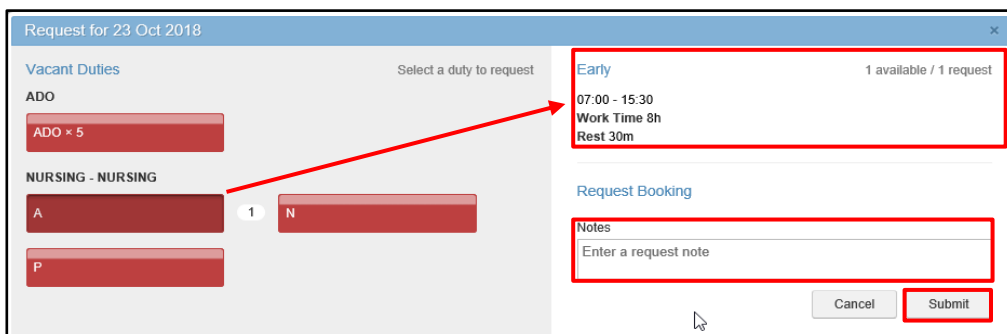 Request for 23 Oct 2018 ×
Vacant Duties Select a duty to request
ADO
ADO × 5
NURSING - NURSING
A 1 N
P
Early 1 available / 1 request
07:00 - 15:30
Work Time 8h
Rest 30m
Request Booking
Notes
Enter a request note
Cancel Submit